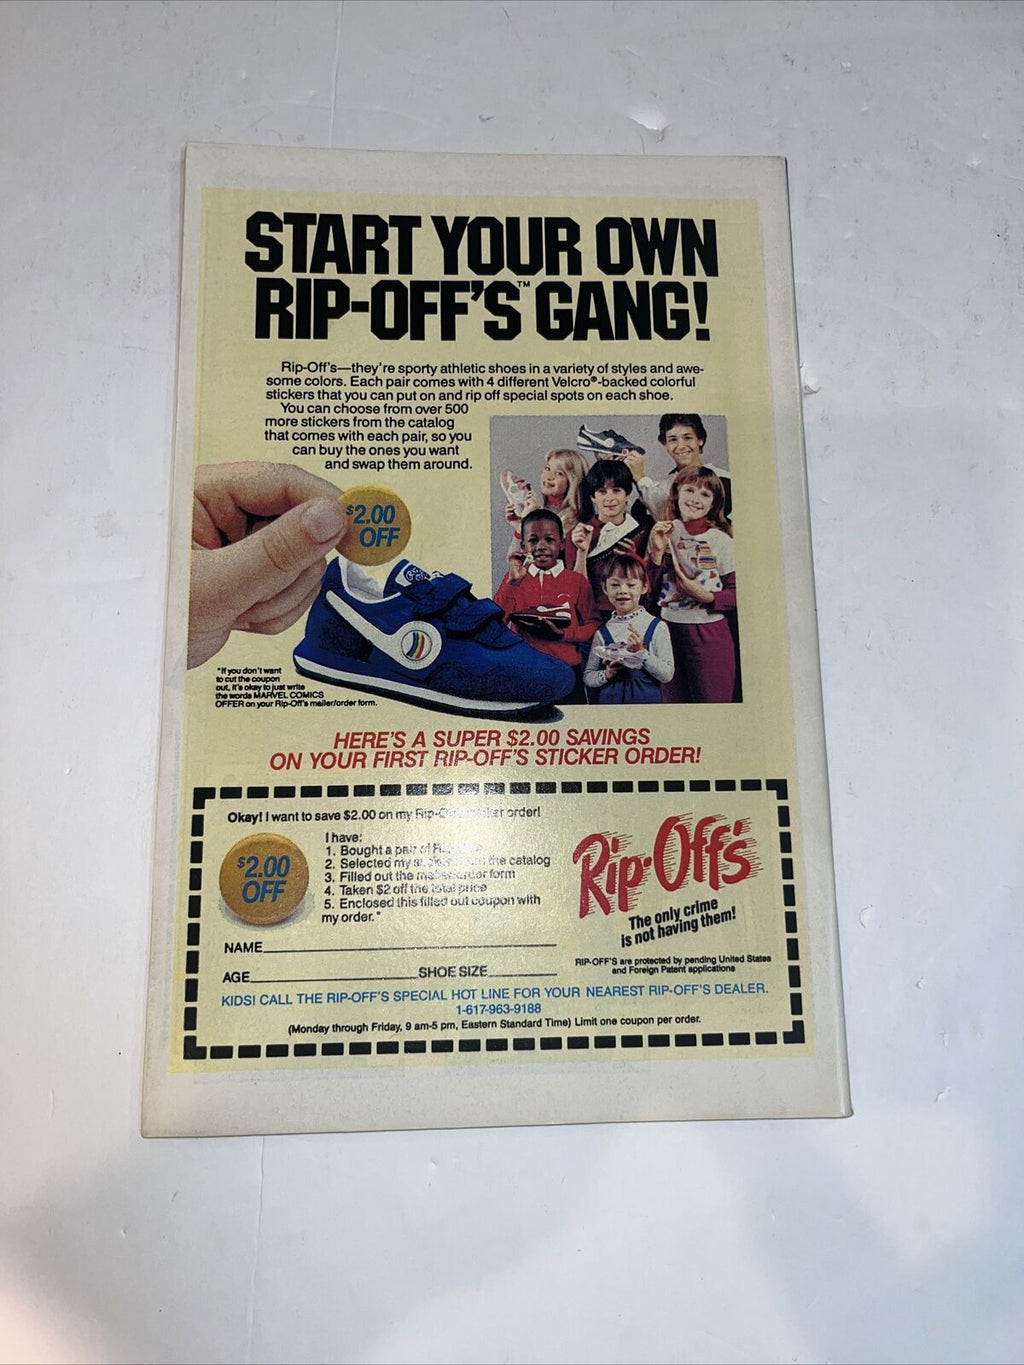 START YOUR OWN
RIP-OFF'S™ GANG!
Rip-Off's—they're sporty athletic shoes in a variety of styles and awe-
some colors. Each pair comes with 4 different Velcro®-backed colorful
stickers that you can put on and rip off special spots on each shoe.
You can choose from over 500
more stickers from the catalog
that comes with each pair, so you
can buy the ones you want
and swap them around.
$2.00
OFF
*If you don't want
to cut the coupon
out, it's okay to just write
the words MARVEL COMICS
OFFER on your Rip-Off's mailer/order form.
HERE'S A SUPER $2.00 SAVINGS
ON YOUR FIRST RIP-OFF'S STICKER ORDER!
Okay! I want to save $2.00 on my Rip-Off's sticker order!
$2.00
OFF
I have:
1. Bought a pair of
2. Selected my the catalog
3. Filled out the mailer/order form
4. Taken $2 off the total price
5. Enclosed this filled out coupon with
my order.*
Rip-Off's
The only crime
is not having them!
NAME
AGE SHOE SIZE
RIP-OFF'S are protected by pending United States
and Foreign Patent applications
KIDS! CALL THE RIP-OFF'S SPECIAL HOT LINE FOR YOUR NEAREST RIP-OFF'S DEALER.
1-617-963-9188
(Monday through Friday, 9 am-5 pm, Eastern Standard Time) Limit one coupon per order.